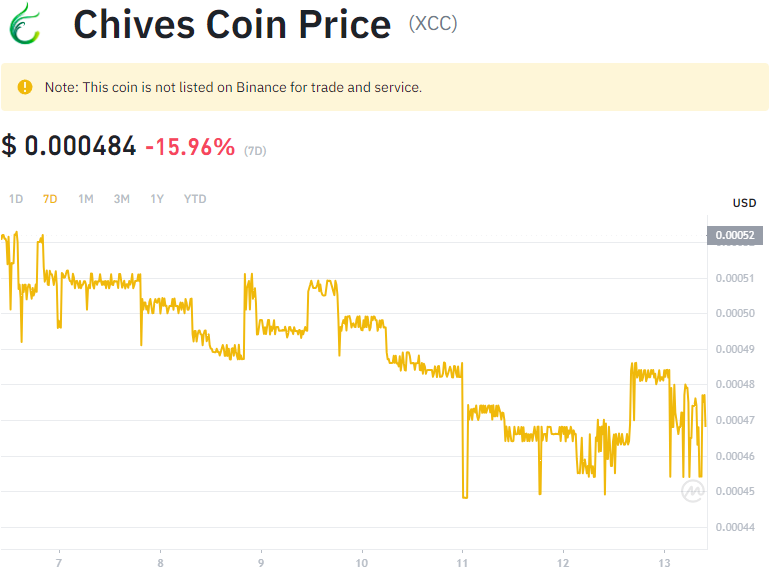 Chives Coin Price (XCC)
Note: This coin is not listed on Binance for trade and service.
$ 0.000484 -15.96% (7D)
1D 7D 1M 3M 1Y YTD
USD
0.00052
0.00051
0.00050
0.00049
0.00048
0.00047
0.00046
0.00045
0.00044
7 8 9 10 11 12 13